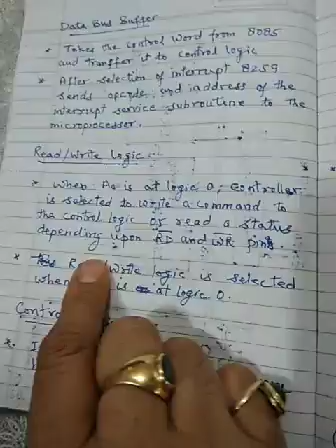 Data Bus Buffer
* Takes the control word from 8085
and transfer it to control logic
* After selection of interrupt 8259
sends opcode and address of the
interrupt service subroutine to the
microprocesser.
Read/Write Logic:
* When A0 is at logic 0, Controller
is selected to write a command to
the control logic or read a status
depending upon RD and WR pins.
* Read/Write logic is selected
when is at logic 0.
Contro
* I